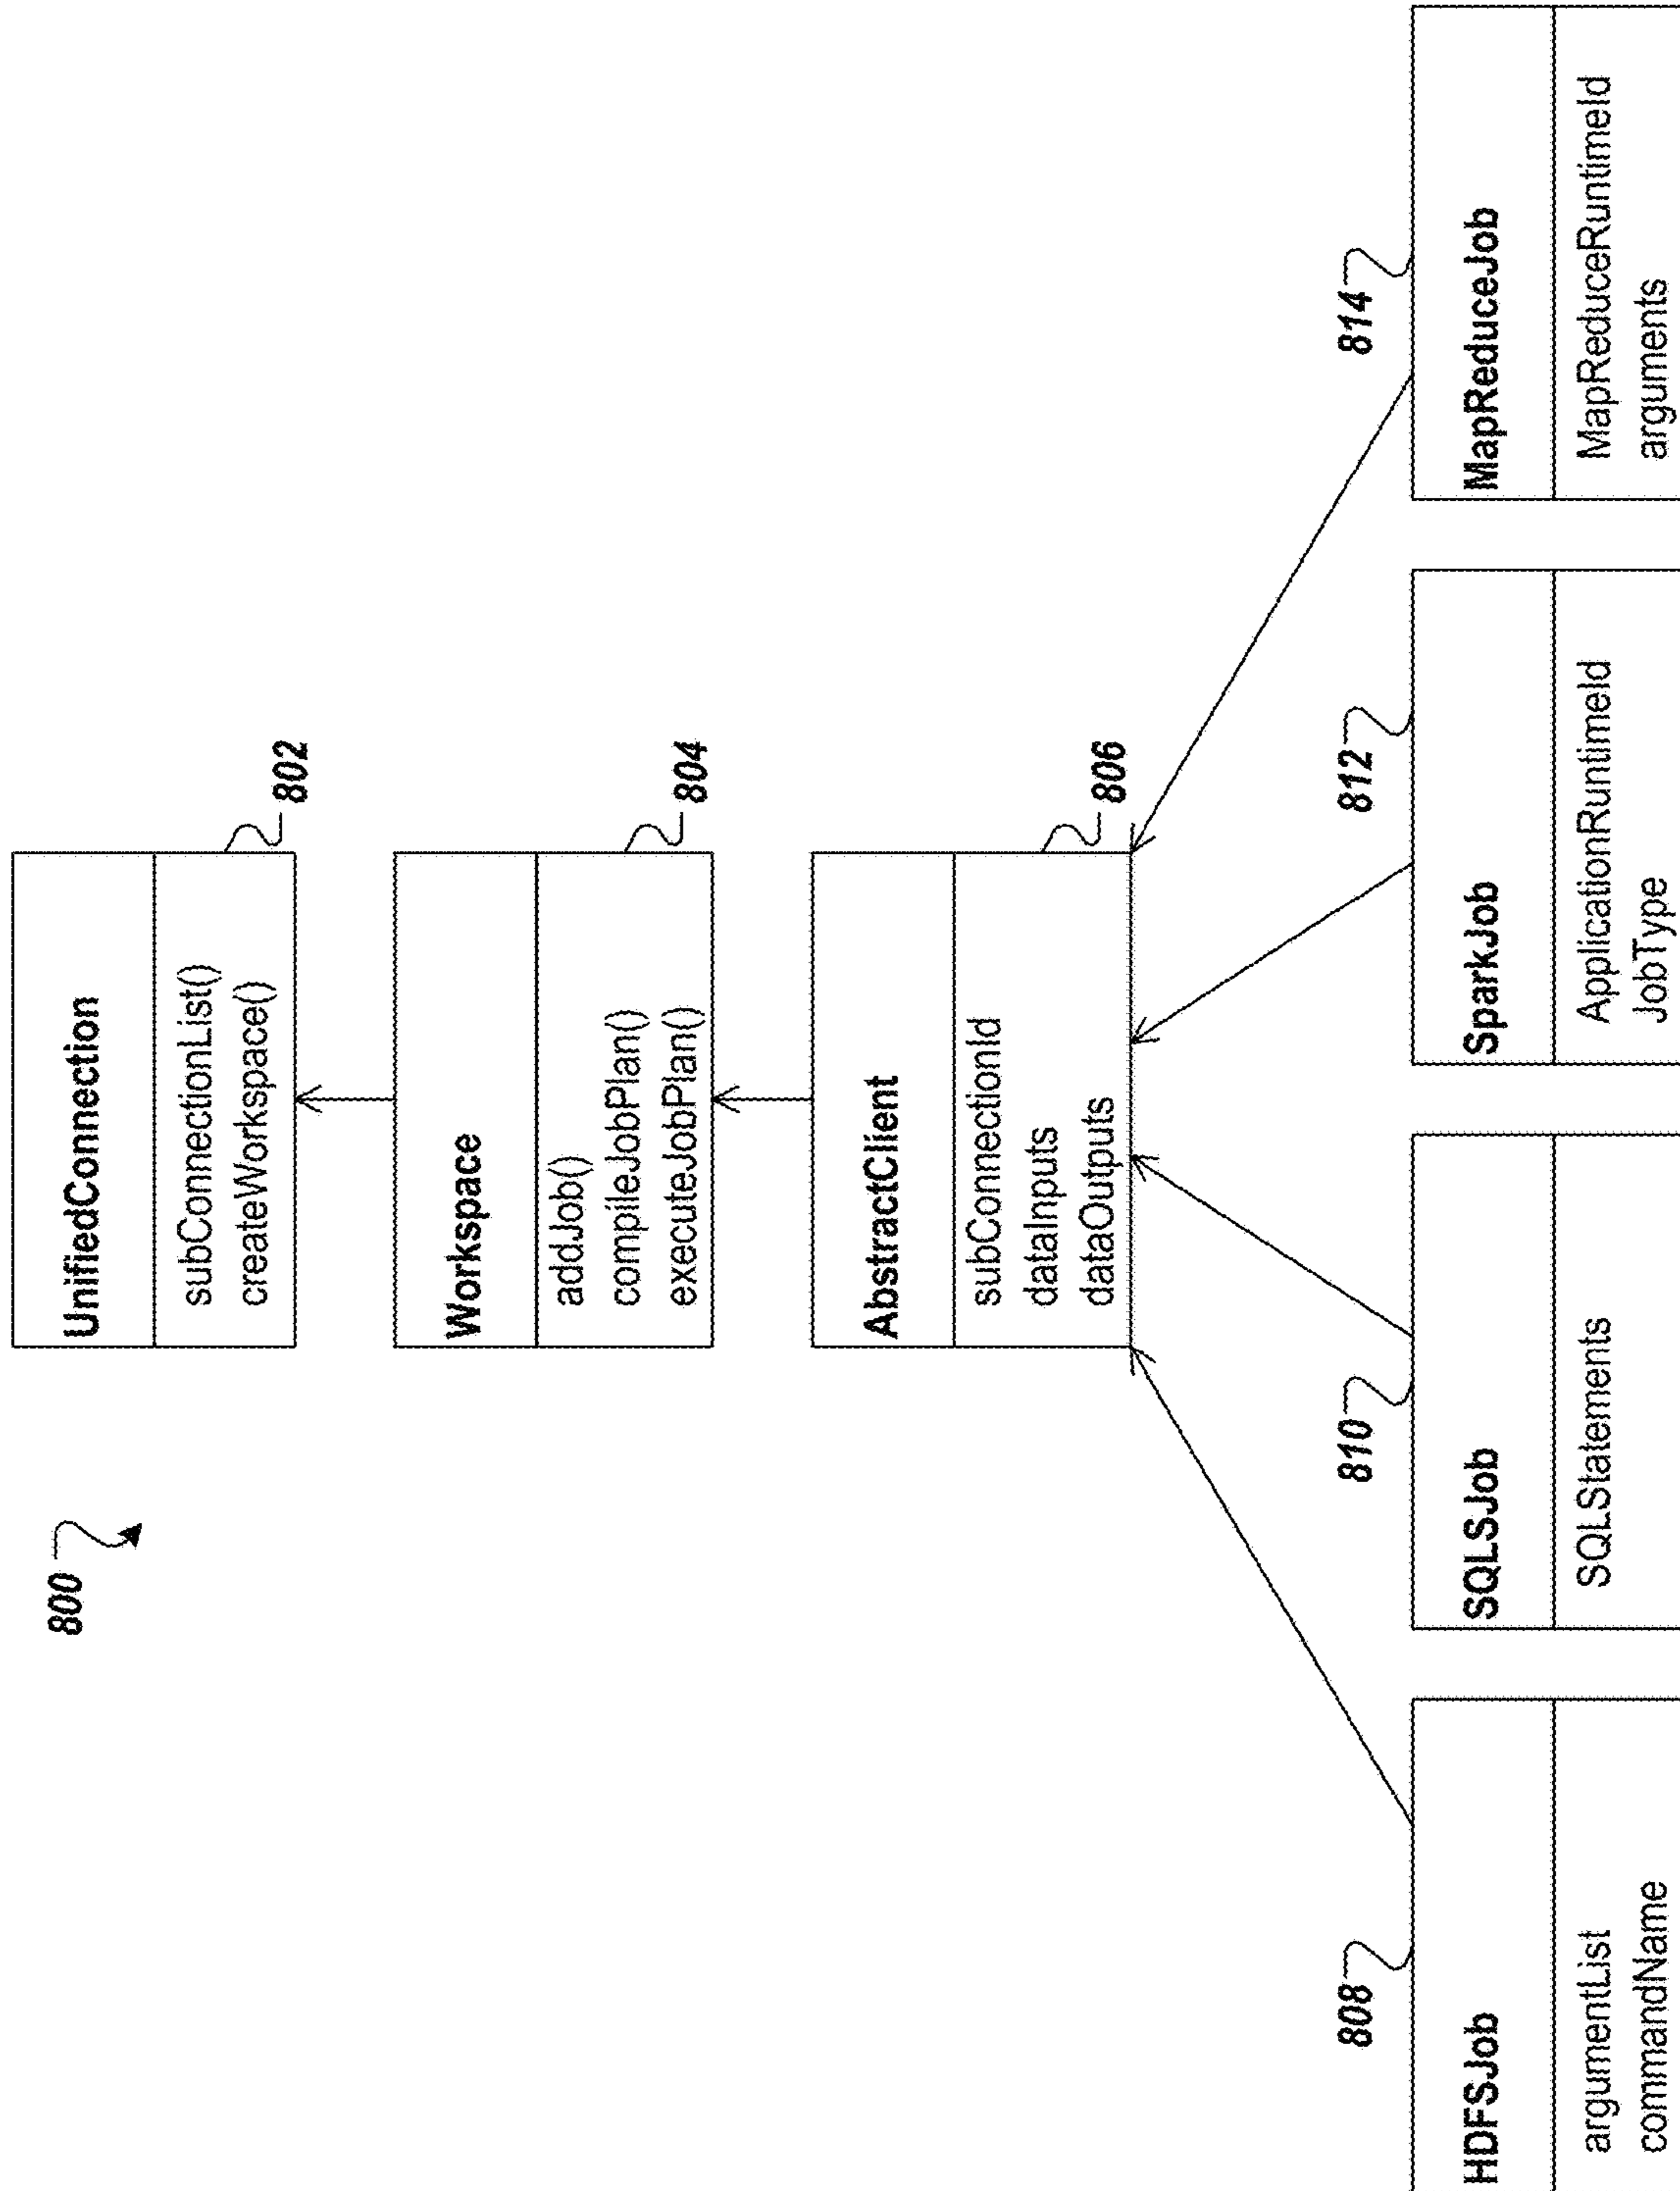 800
UnifiedConnection
subConnectionList()
createWorkspace()
802
Workspace
addJob()
compileJobPlan()
executeJobPlan()
804
AbstractClient
subConnectionId
dataInputs
dataOutputs
806
808
HDFSJob
argumentList
commandName
810
SQLSJob
SQLStatements
812
SparkJob
ApplicationRuntimeId
JobType
814
MapReduceJob
MapReduceRuntimeId
arguments